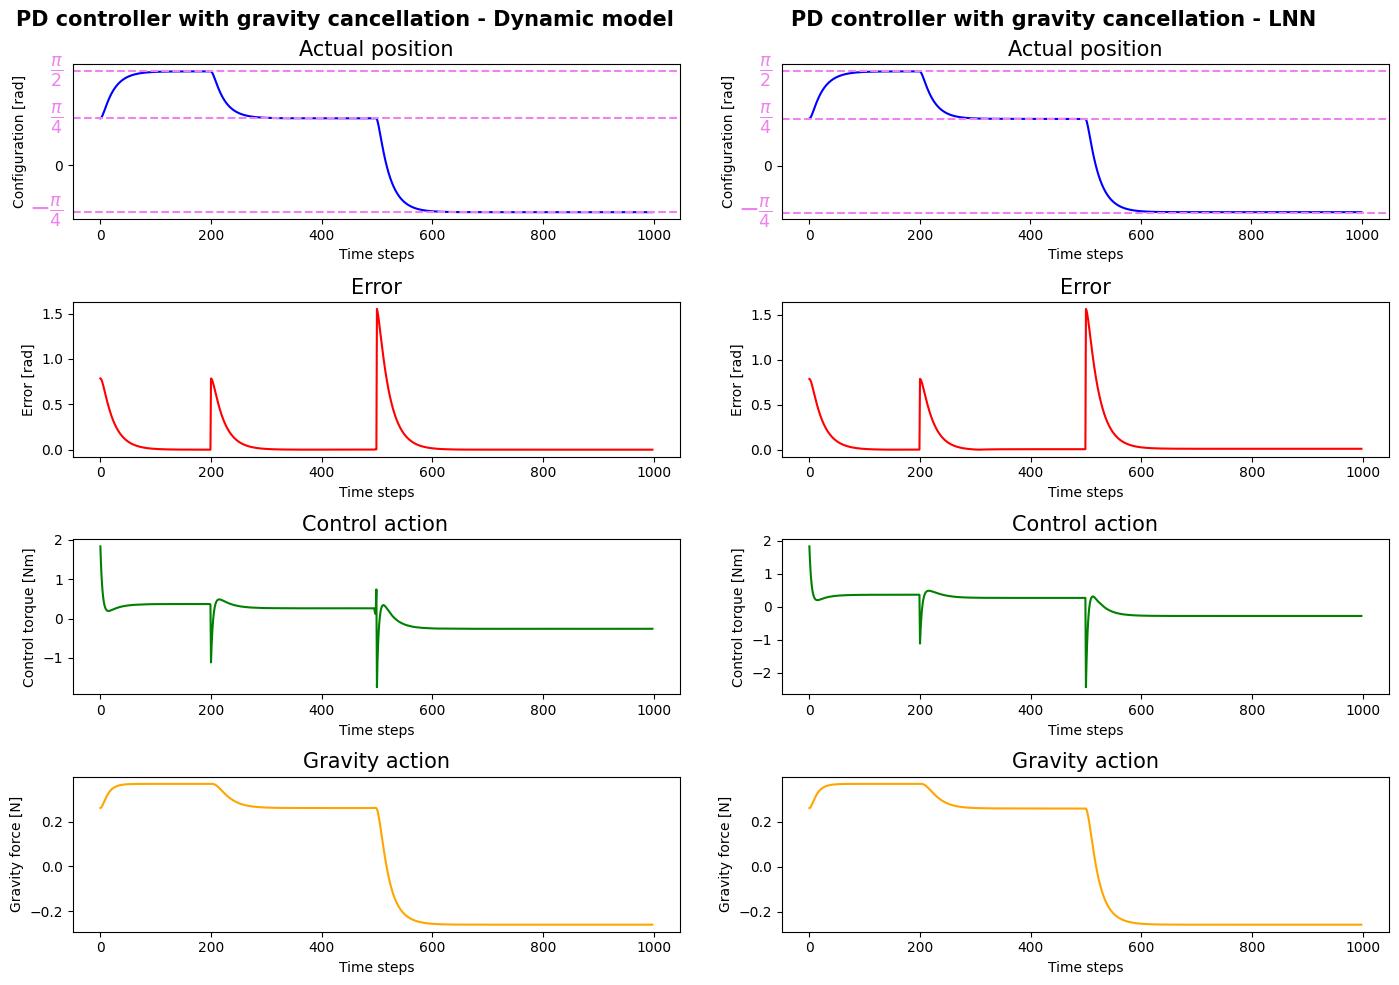 PD controller with gravity cancellation - Dynamic model
Actual position
Configuration [rad]
π/2
π/4
0
−π/4
0 200 400 600 800 1000
Time steps
Error
Error [rad]
1.5
1.0
0.5
0.0
0 200 400 600 800 1000
Time steps
Control action
Control torque [Nm]
2
1
0
−1
0 200 400 600 800 1000
Time steps
Gravity action
Gravity force [N]
0.2
0.0
−0.2
0 200 400 600 800 1000
Time steps
PD controller with gravity cancellation - LNN
Actual position
Configuration [rad]
π/2
π/4
0
−π/4
0 200 400 600 800 1000
Time steps
Error
Error [rad]
1.5
1.0
0.5
0.0
0 200 400 600 800 1000
Time steps
Control action
Control torque [Nm]
2
1
0
−1
−2
0 200 400 600 800 1000
Time steps
Gravity action
Gravity force [N]
0.2
0.0
−0.2
0 200 400 600 800 1000
Time steps